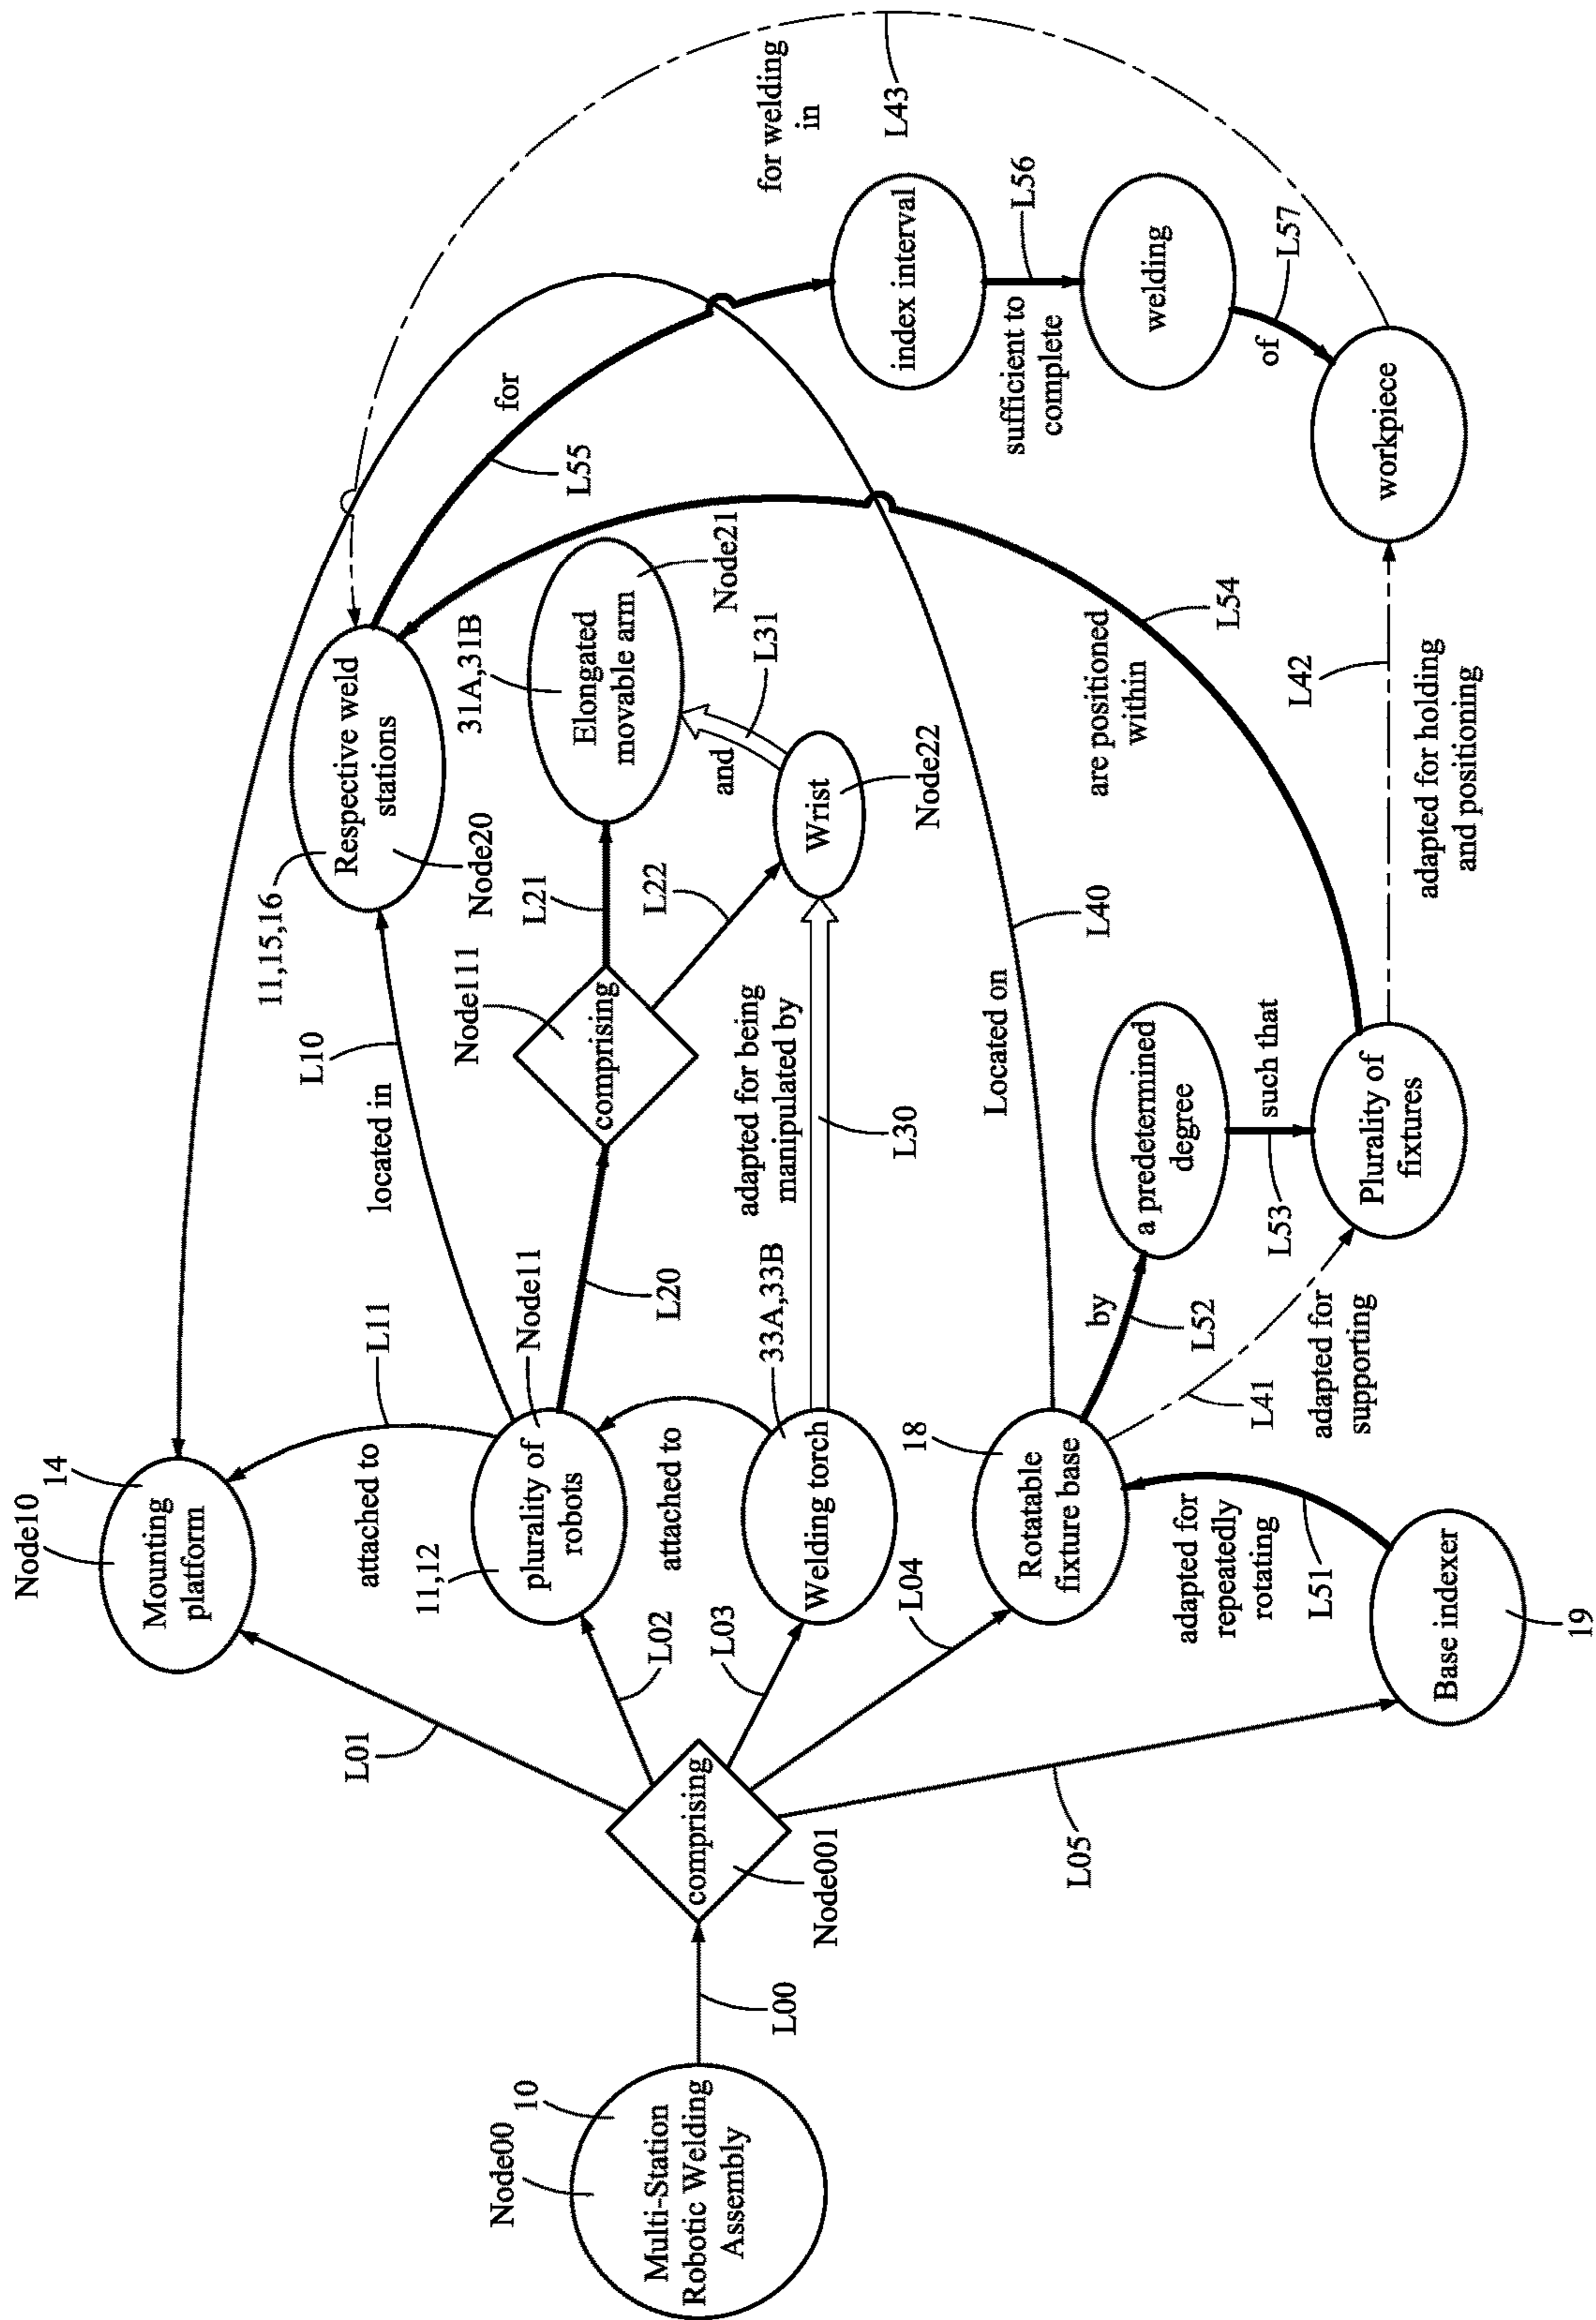 Node00
10
Multi-Station
Robotic Welding
Assembly
L00
comprising
Node001
L01
L02
L03
L04
L05
Node10
14
Mounting
platform
attached to
L11
11,12
plurality of
robots
Node11
attached to
Welding torch
33A,33B
18
Rotatable
fixture base
adapted for
repeatedly
rotating
L51
Base indexer
19
located in
L10
L20
Node111
comprising
L21
L22
adapted for being
manipulated by
L30
Located on
L40
by
L52
a predetermined
degree
such that
L53
L41
adapted for
supporting
Plurality of
fixtures
11,15,16
Respective weld
stations
Node20
31A,31B
Elongated
movable arm
Node21
and
L31
Wrist
Node22
are positioned
within
L54
L42
adapted for holding
and positioning
for
L55
for welding
in
L43
index interval
sufficient to
complete
L56
welding
of
L57
workpiece